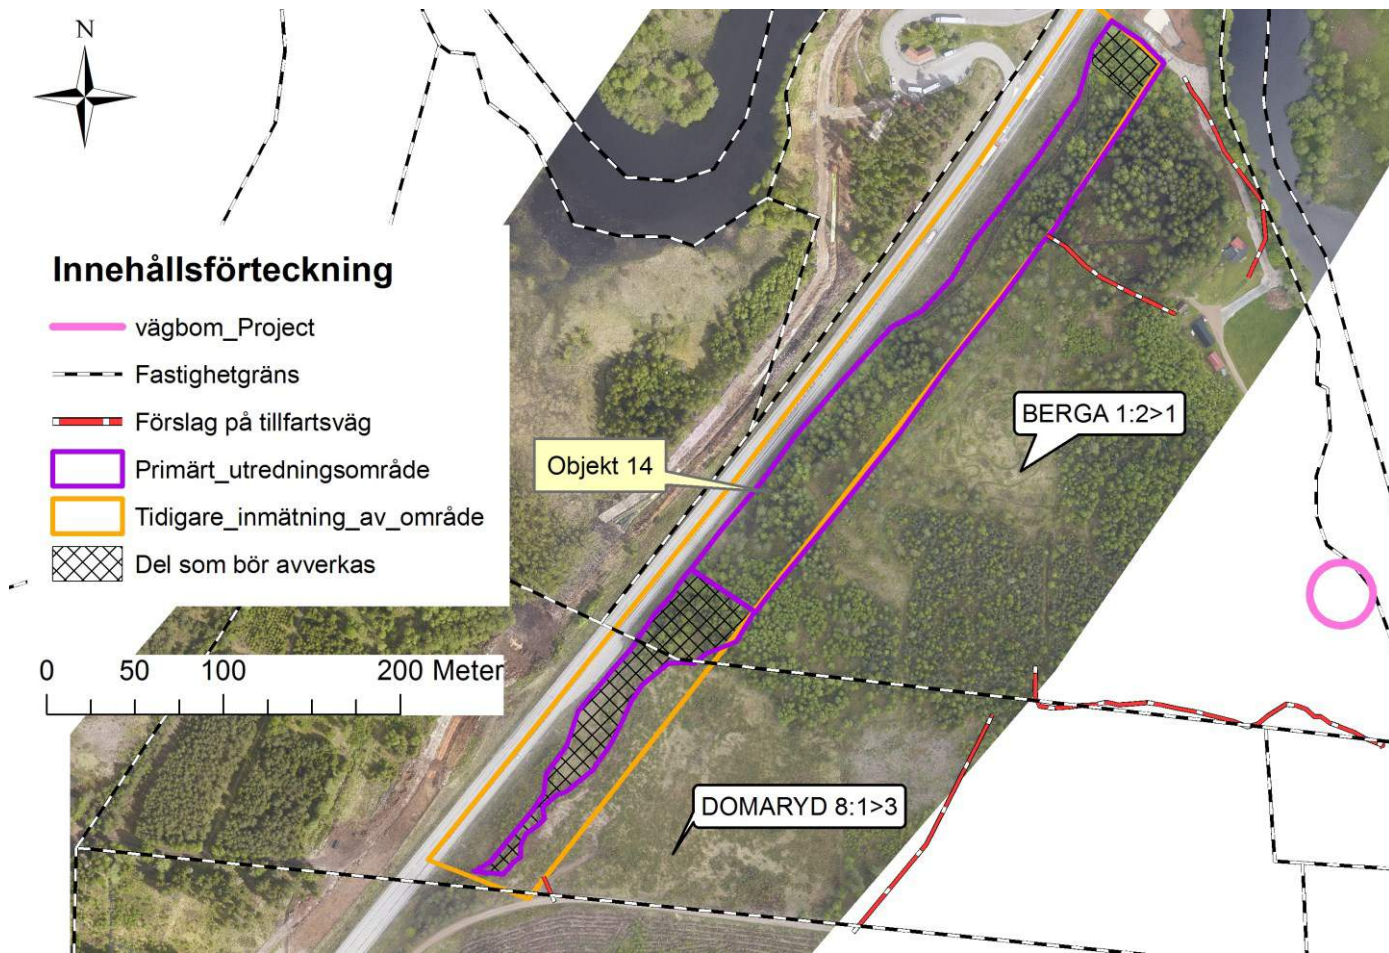 N
Innehållsförteckning
vägbom_Project
Fastighetgräns
Förslag på tillfartsväg
Primärt_utredningsområde
Tidigare_inmätning_av_område
Del som bör avverkas
0 50 100 200 Meter
Objekt 14
BERGA 1:2>1
DOMARYD 8:1>3